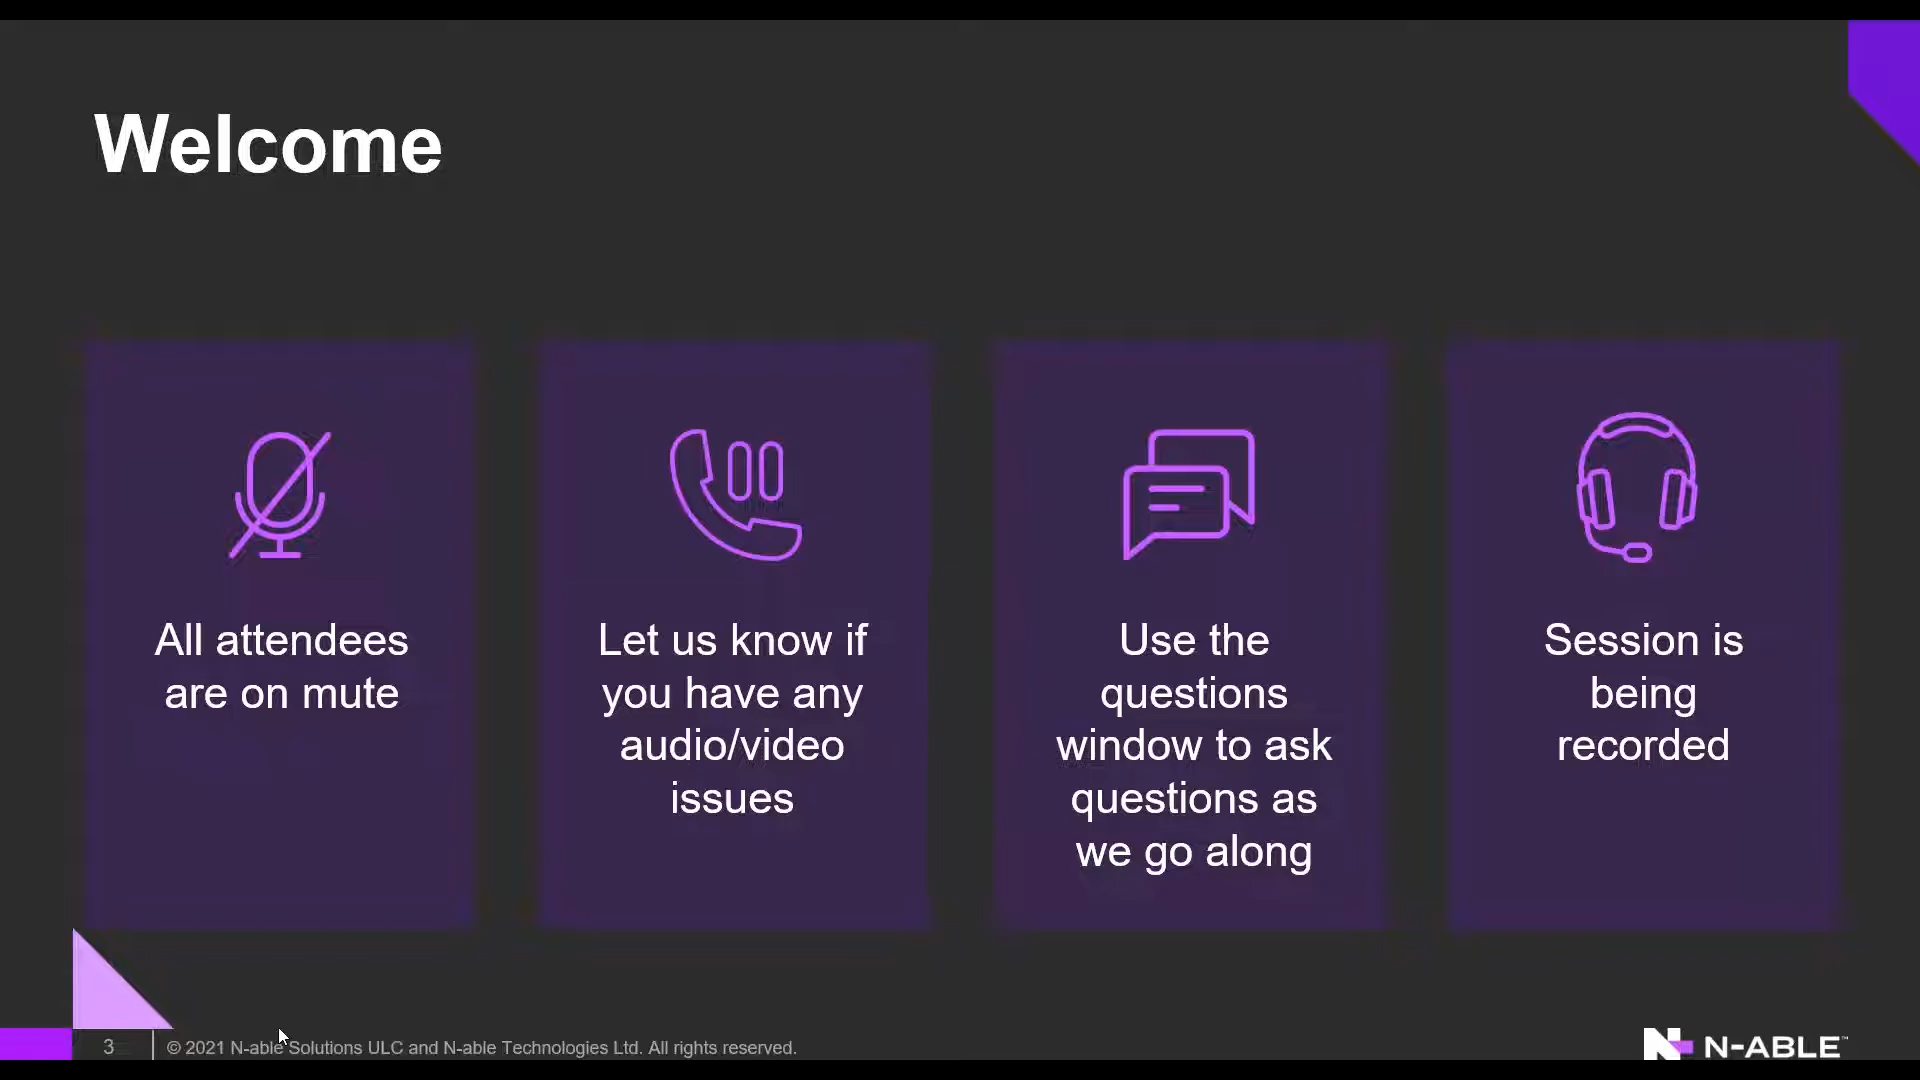 Welcome
All attendees
are on mute
Let us know if
you have any
audio/video
issues
Use the
questions
window to ask
questions as
we go along
Session is
being
recorded
3
© 2021 N-able Solutions ULC and N-able Technologies Ltd. All rights reserved.
N-ABLE™